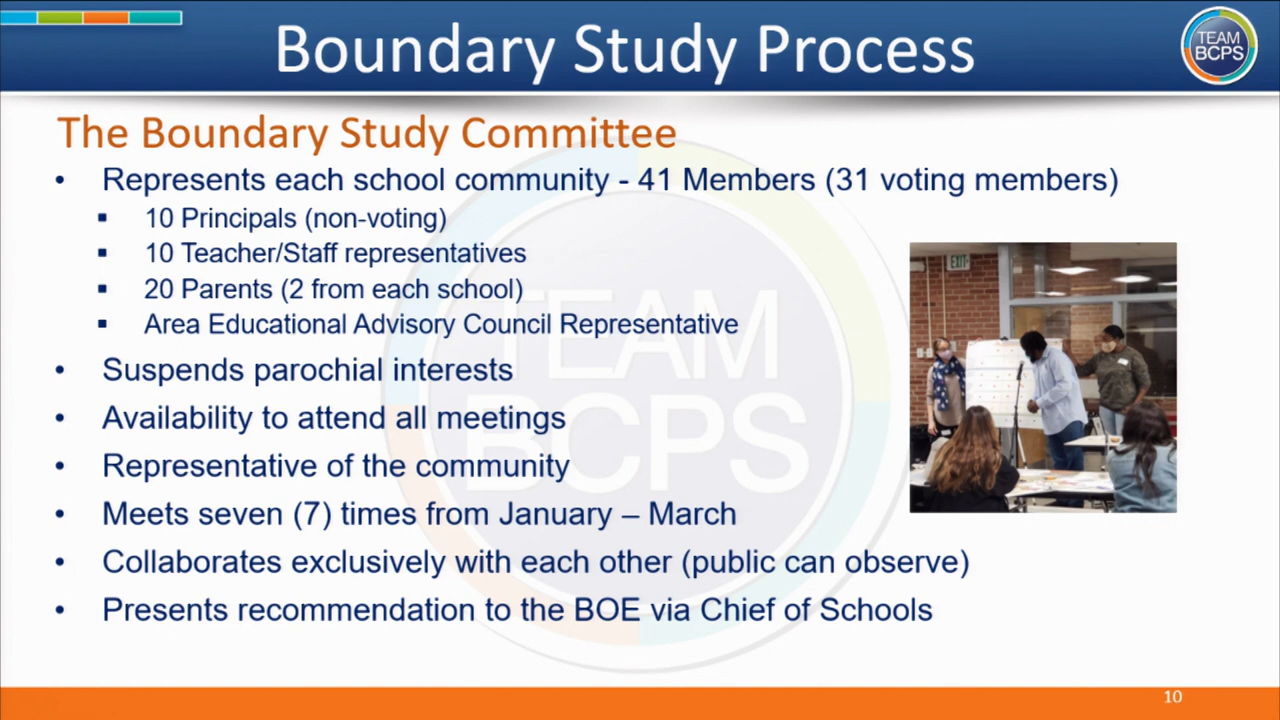 Boundary Study Process
TEAM
BCPS
The Boundary Study Committee
• Represents each school community - 41 Members (31 voting members)
▪ 10 Principals (non-voting)
▪ 10 Teacher/Staff representatives
▪ 20 Parents (2 from each school)
▪ Area Educational Advisory Council Representative
• Suspends parochial interests
• Availability to attend all meetings
• Representative of the community
• Meets seven (7) times from January – March
• Collaborates exclusively with each other (public can observe)
• Presents recommendation to the BOE via Chief of Schools
TEAM
BCPS
EXIT
10